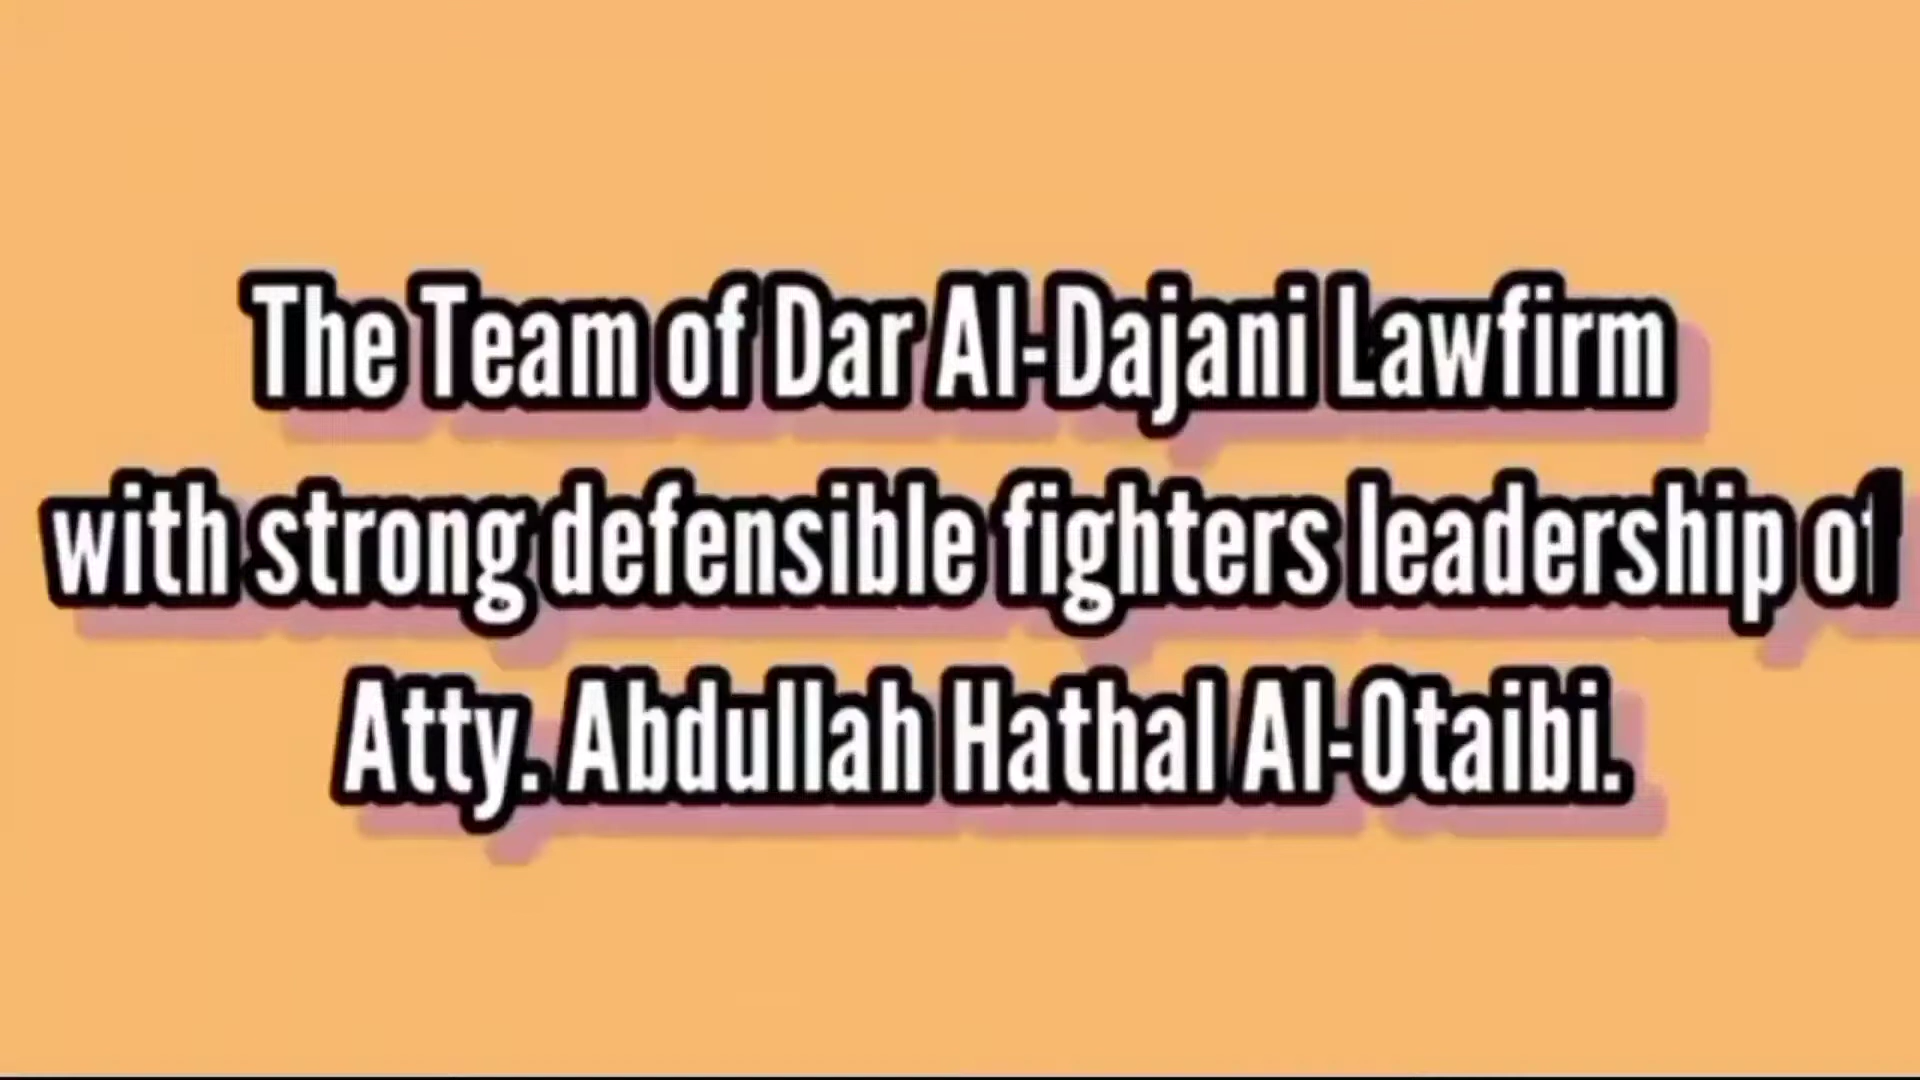 The Team of Dar Al-Dajani Lawfirm
with strong defensible fighters leadership of
Atty. Abdullah Hathal Al-Otaibi.